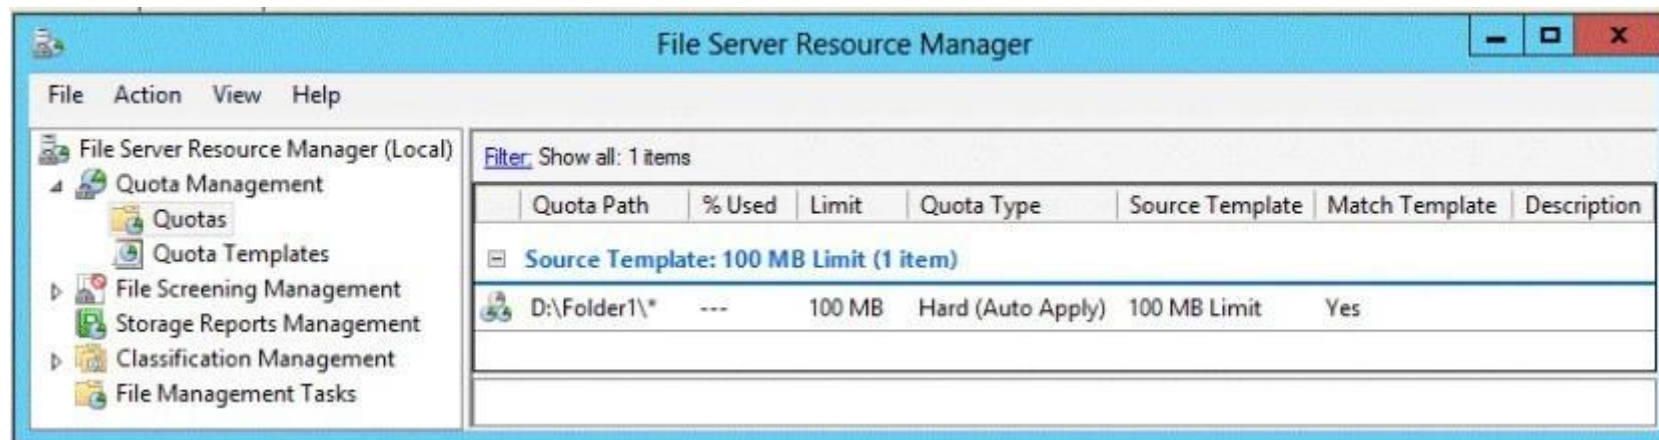 File Server Resource Manager
File Action View Help
File Server Resource Manager (Local)
Quota Management
Quotas
Quota Templates
File Screening Management
Storage Reports Management
Classification Management
File Management Tasks
Filter: Show all: 1 items
Quota Path % Used Limit Quota Type Source Template Match Template Description
Source Template: 100 MB Limit (1 item)
D:\Folder1\* --- 100 MB Hard (Auto Apply) 100 MB Limit Yes